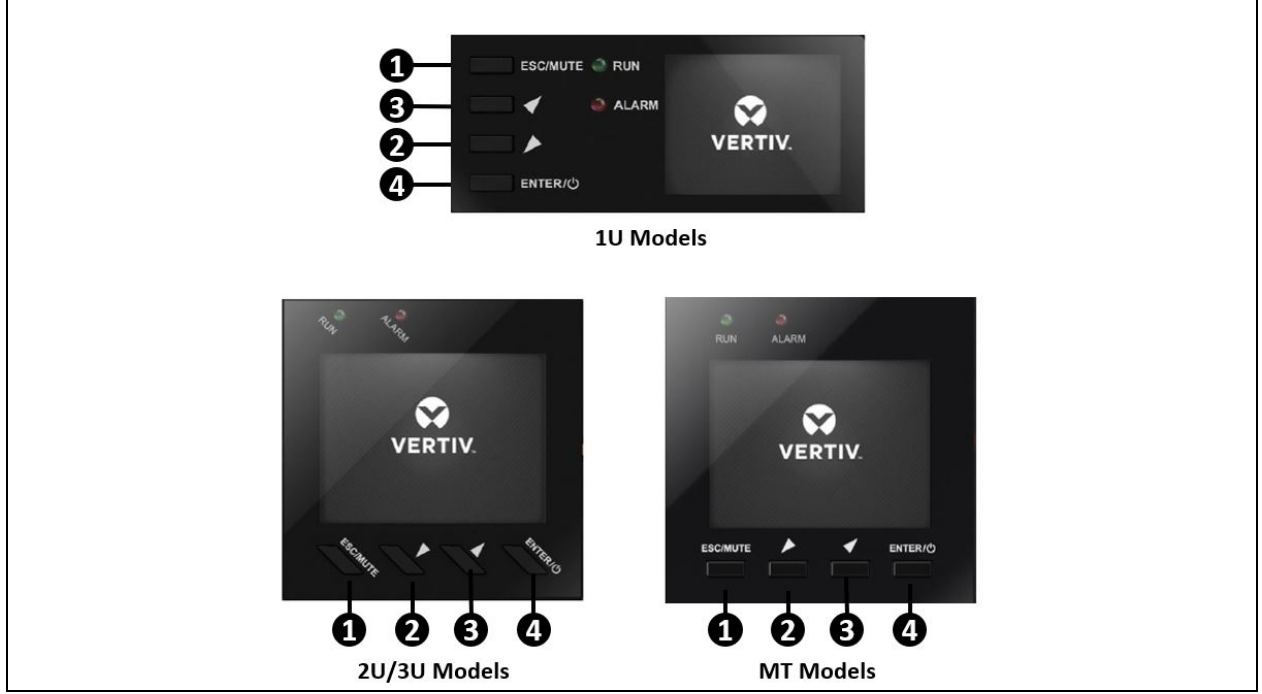 1 ESC/MUTE RUN
3 ALARM
2
4 ENTER/⏻
VERTIV.
1U Models
RUN ALARM
VERTIV.
ESC/MUTE ENTER/⏻
1 2 3 4
2U/3U Models
RUN ALARM
VERTIV.
ESC/MUTE ENTER/⏻
1 2 3 4
MT Models